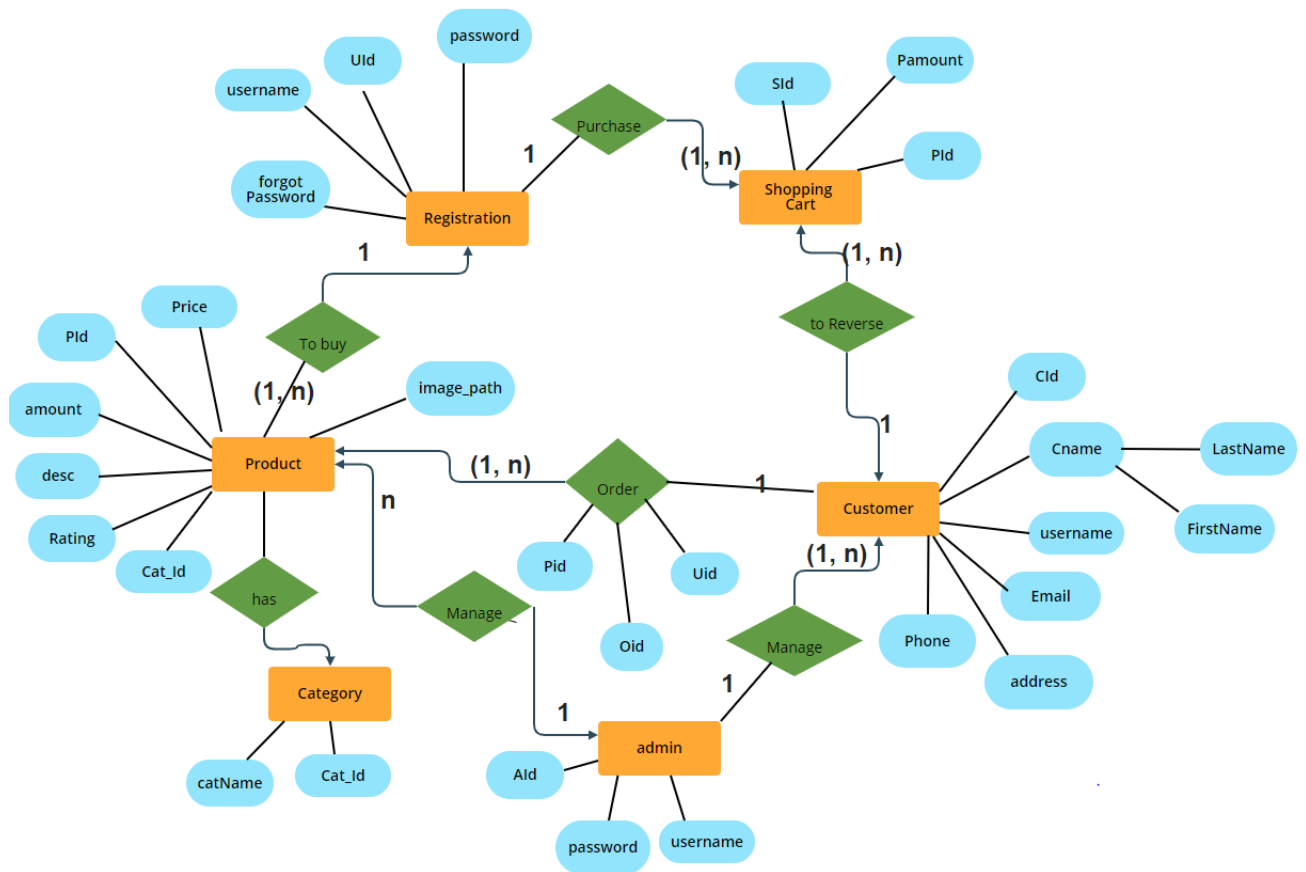 password
UId
username
forgot
Password
Registration
1
Purchase
(1, n)
SId
Pamount
PId
Shopping
Cart
1
To buy
(1, n)
(1, n)
to Reverse
1
Price
PId
amount
desc
Rating
Cat_Id
image_path
Product
(1, n)
n
Order
1
Pid
Oid
Uid
CId
Cname
LastName
FirstName
username
Email
address
Phone
Customer
(1, n)
has
Manage
Manage
1
1
Category
catName
Cat_Id
admin
AId
password
username